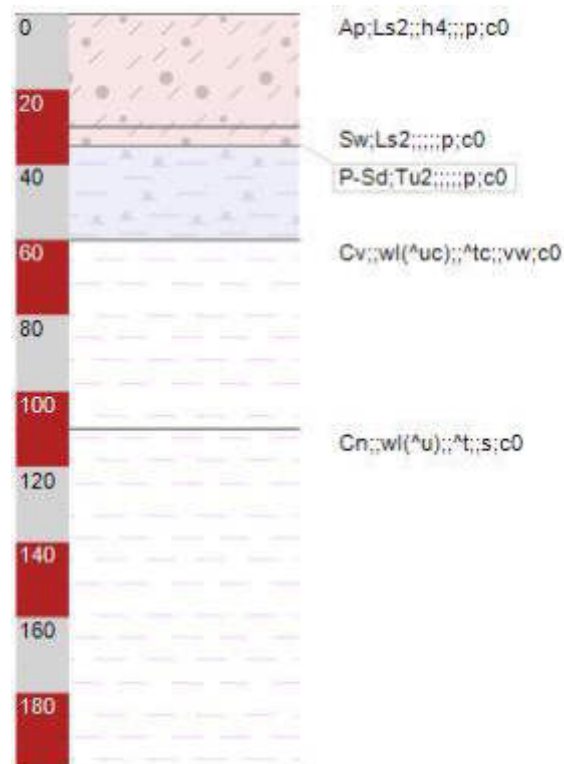 0
Ap;Ls2;;h4;;;p;c0
20
Sw;Ls2;;;;;p;c0
40
P-Sd;Tu2;;;;;p;c0
60
Cv;;wl(^uc);;^tc;;vw;c0
80
100
Cn;;wl(^u);;^t;;s;c0
120
140
160
180